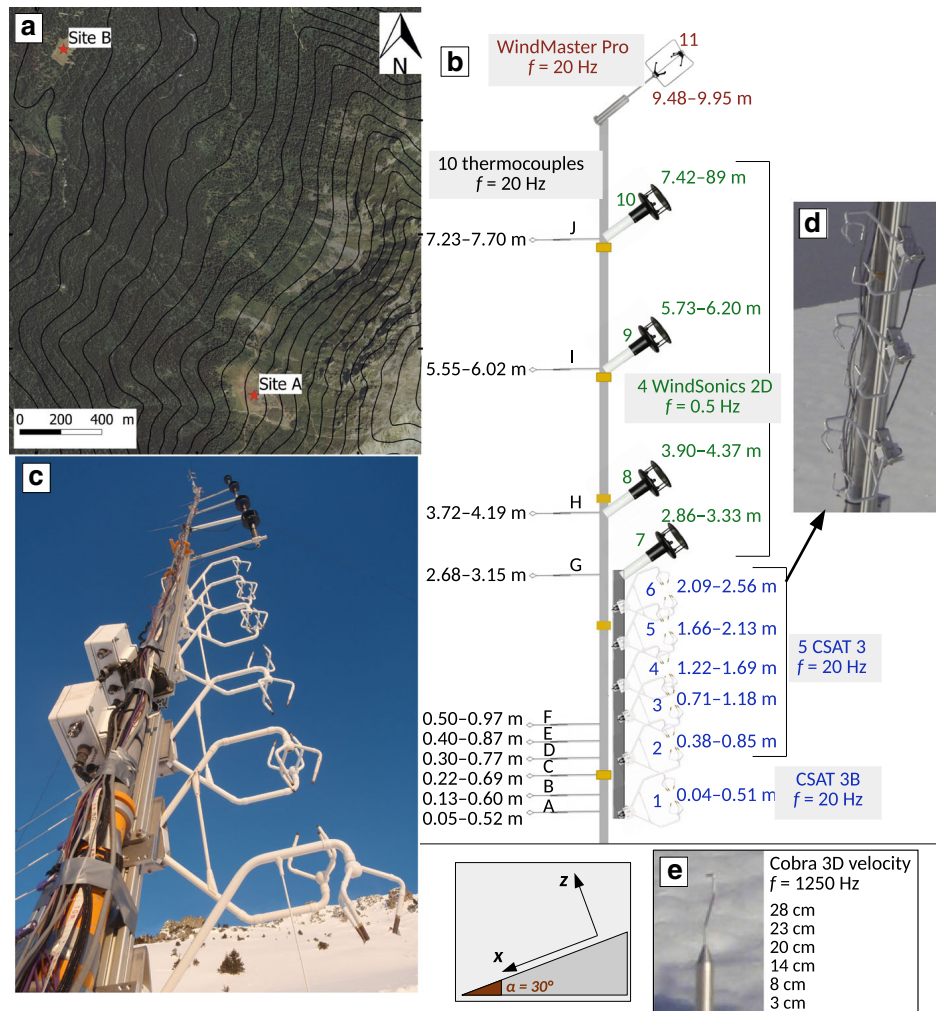 a
Site B
N
Site A
0 200 400 m
b
WindMaster Pro
f = 20 Hz
11
9.48–9.95 m
10 thermocouples
f = 20 Hz
7.42–89 m
10
J
7.23–7.70 m
5.73–6.20 m
9
I
5.55–6.02 m
4 WindSonics 2D
f = 0.5 Hz
3.90–4.37 m
8
H
3.72–4.19 m
2.86–3.33 m
7
G
2.68–3.15 m
6 2.09–2.56 m
5 1.66–2.13 m
4 1.22–1.69 m
3 0.71–1.18 m
2 0.38–0.85 m
1 0.04–0.51 m
5 CSAT 3
f = 20 Hz
CSAT 3B
f = 20 Hz
0.50–0.97 m F
0.40–0.87 m E
0.30–0.77 m D
0.22–0.69 m C
0.13–0.60 m B
0.05–0.52 m A
c
d
z
x
α = 30°
e
Cobra 3D velocity
f = 1250 Hz
28 cm
23 cm
20 cm
14 cm
8 cm
3 cm